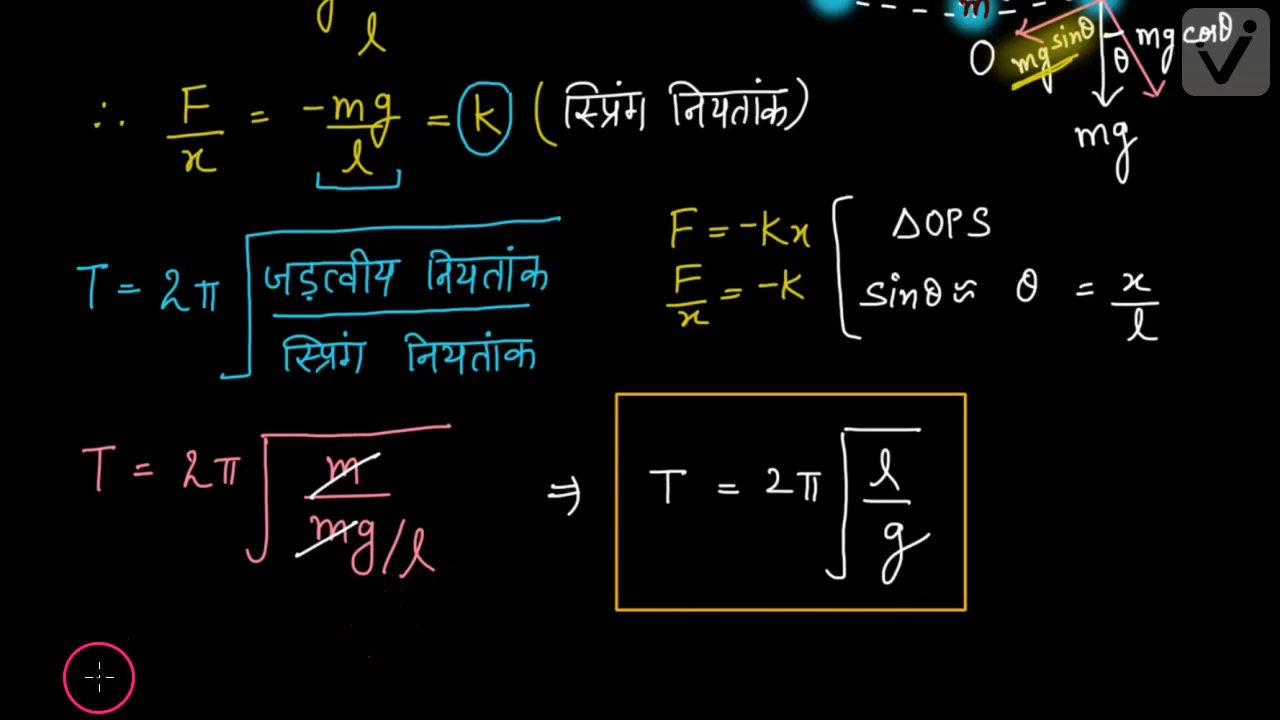 l
m
O mg sinθ θ mg cosθ
mg
∴ F/x = -mg/l = k (स्प्रिंग नियतांक)
F = -Kx ΔOPS
F/x = -K sinθ ≈ θ = x/l
T = 2π √(जड़त्वीय नियतांक / स्प्रिंग नियतांक)
T = 2π √(m / mg/l) ⇒ T = 2π √(l/g)